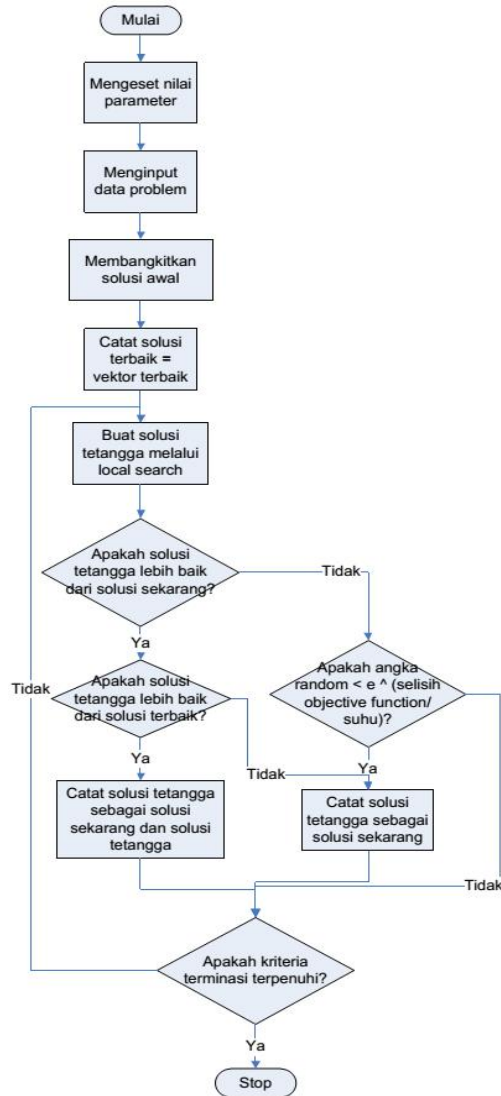 Mulai
Mengeset nilai
parameter
Menginput
data problem
Membangkitkan
solusi awal
Catat solusi
terbaik =
vektor terbaik
Buat solusi
tetangga melalui
local search
Apakah solusi
tetangga lebih baik
dari solusi sekarang?
Tidak
Ya
Apakah solusi
tetangga lebih baik
dari solusi terbaik?
Apakah angka
random < e ^ (selisih
objective function/
suhu)?
Tidak
Ya
Tidak
Ya
Catat solusi tetangga
sebagai solusi
sekarang dan solusi
tetangga
Catat solusi
tetangga sebagai
solusi sekarang
Tidak
Apakah kriteria
terminasi terpenuhi?
Ya
Stop